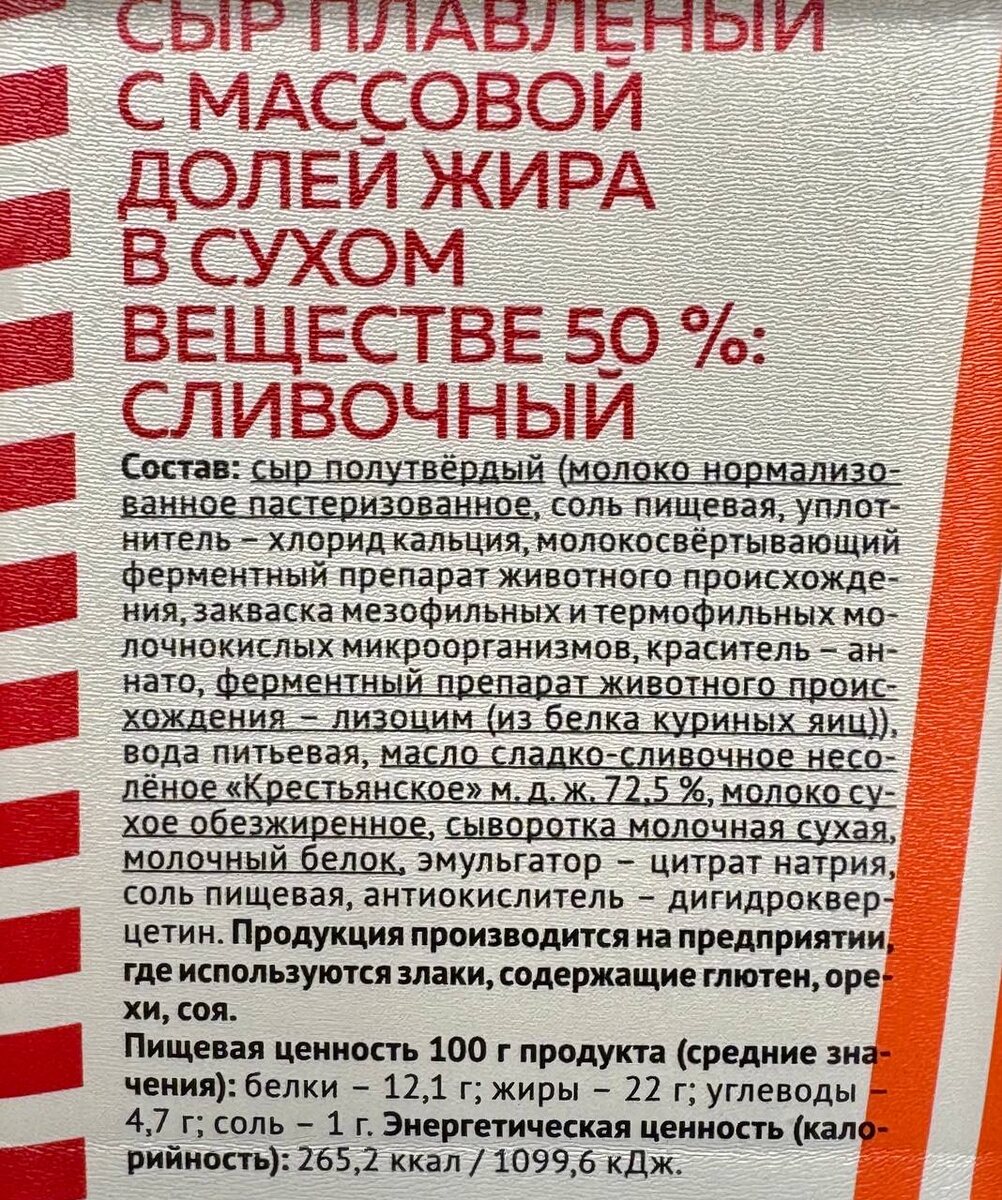 СЫР ПЛАВЛЕНЫЙ
С МАССОВОЙ
ДОЛЕЙ ЖИРА
В СУХОМ
ВЕЩЕСТВЕ 50 %:
СЛИВОЧНЫЙ
Состав: сыр полутвёрдый (молоко нормализо-
ванное пастеризованное, соль пищевая, уплот-
нитель – хлорид кальция, молокосвёртывающий
ферментный препарат животного происхожде-
ния, закваска мезофильных и термофильных мо-
лочнокислых микроорганизмов, краситель – ан-
нато, ферментный препарат животного проис-
хождения – лизоцим (из белка куриных яиц)),
вода питьевая, масло сладко-сливочное несо-
лёное «Крестьянское» м. д. ж. 72,5 %, молоко су-
хое обезжиренное, сыворотка молочная сухая,
молочный белок, эмульгатор – цитрат натрия,
соль пищевая, антиокислитель – дигидроквер-
цетин. Продукция производится на предприятии,
где используются злаки, содержащие глютен, оре-
хи, соя.
Пищевая ценность 100 г продукта (средние зна-
чения): белки – 12,1 г; жиры – 22 г; углеводы –
4,7 г; соль – 1 г. Энергетическая ценность (кало-
рийность): 265,2 ккал / 1099,6 кДж.